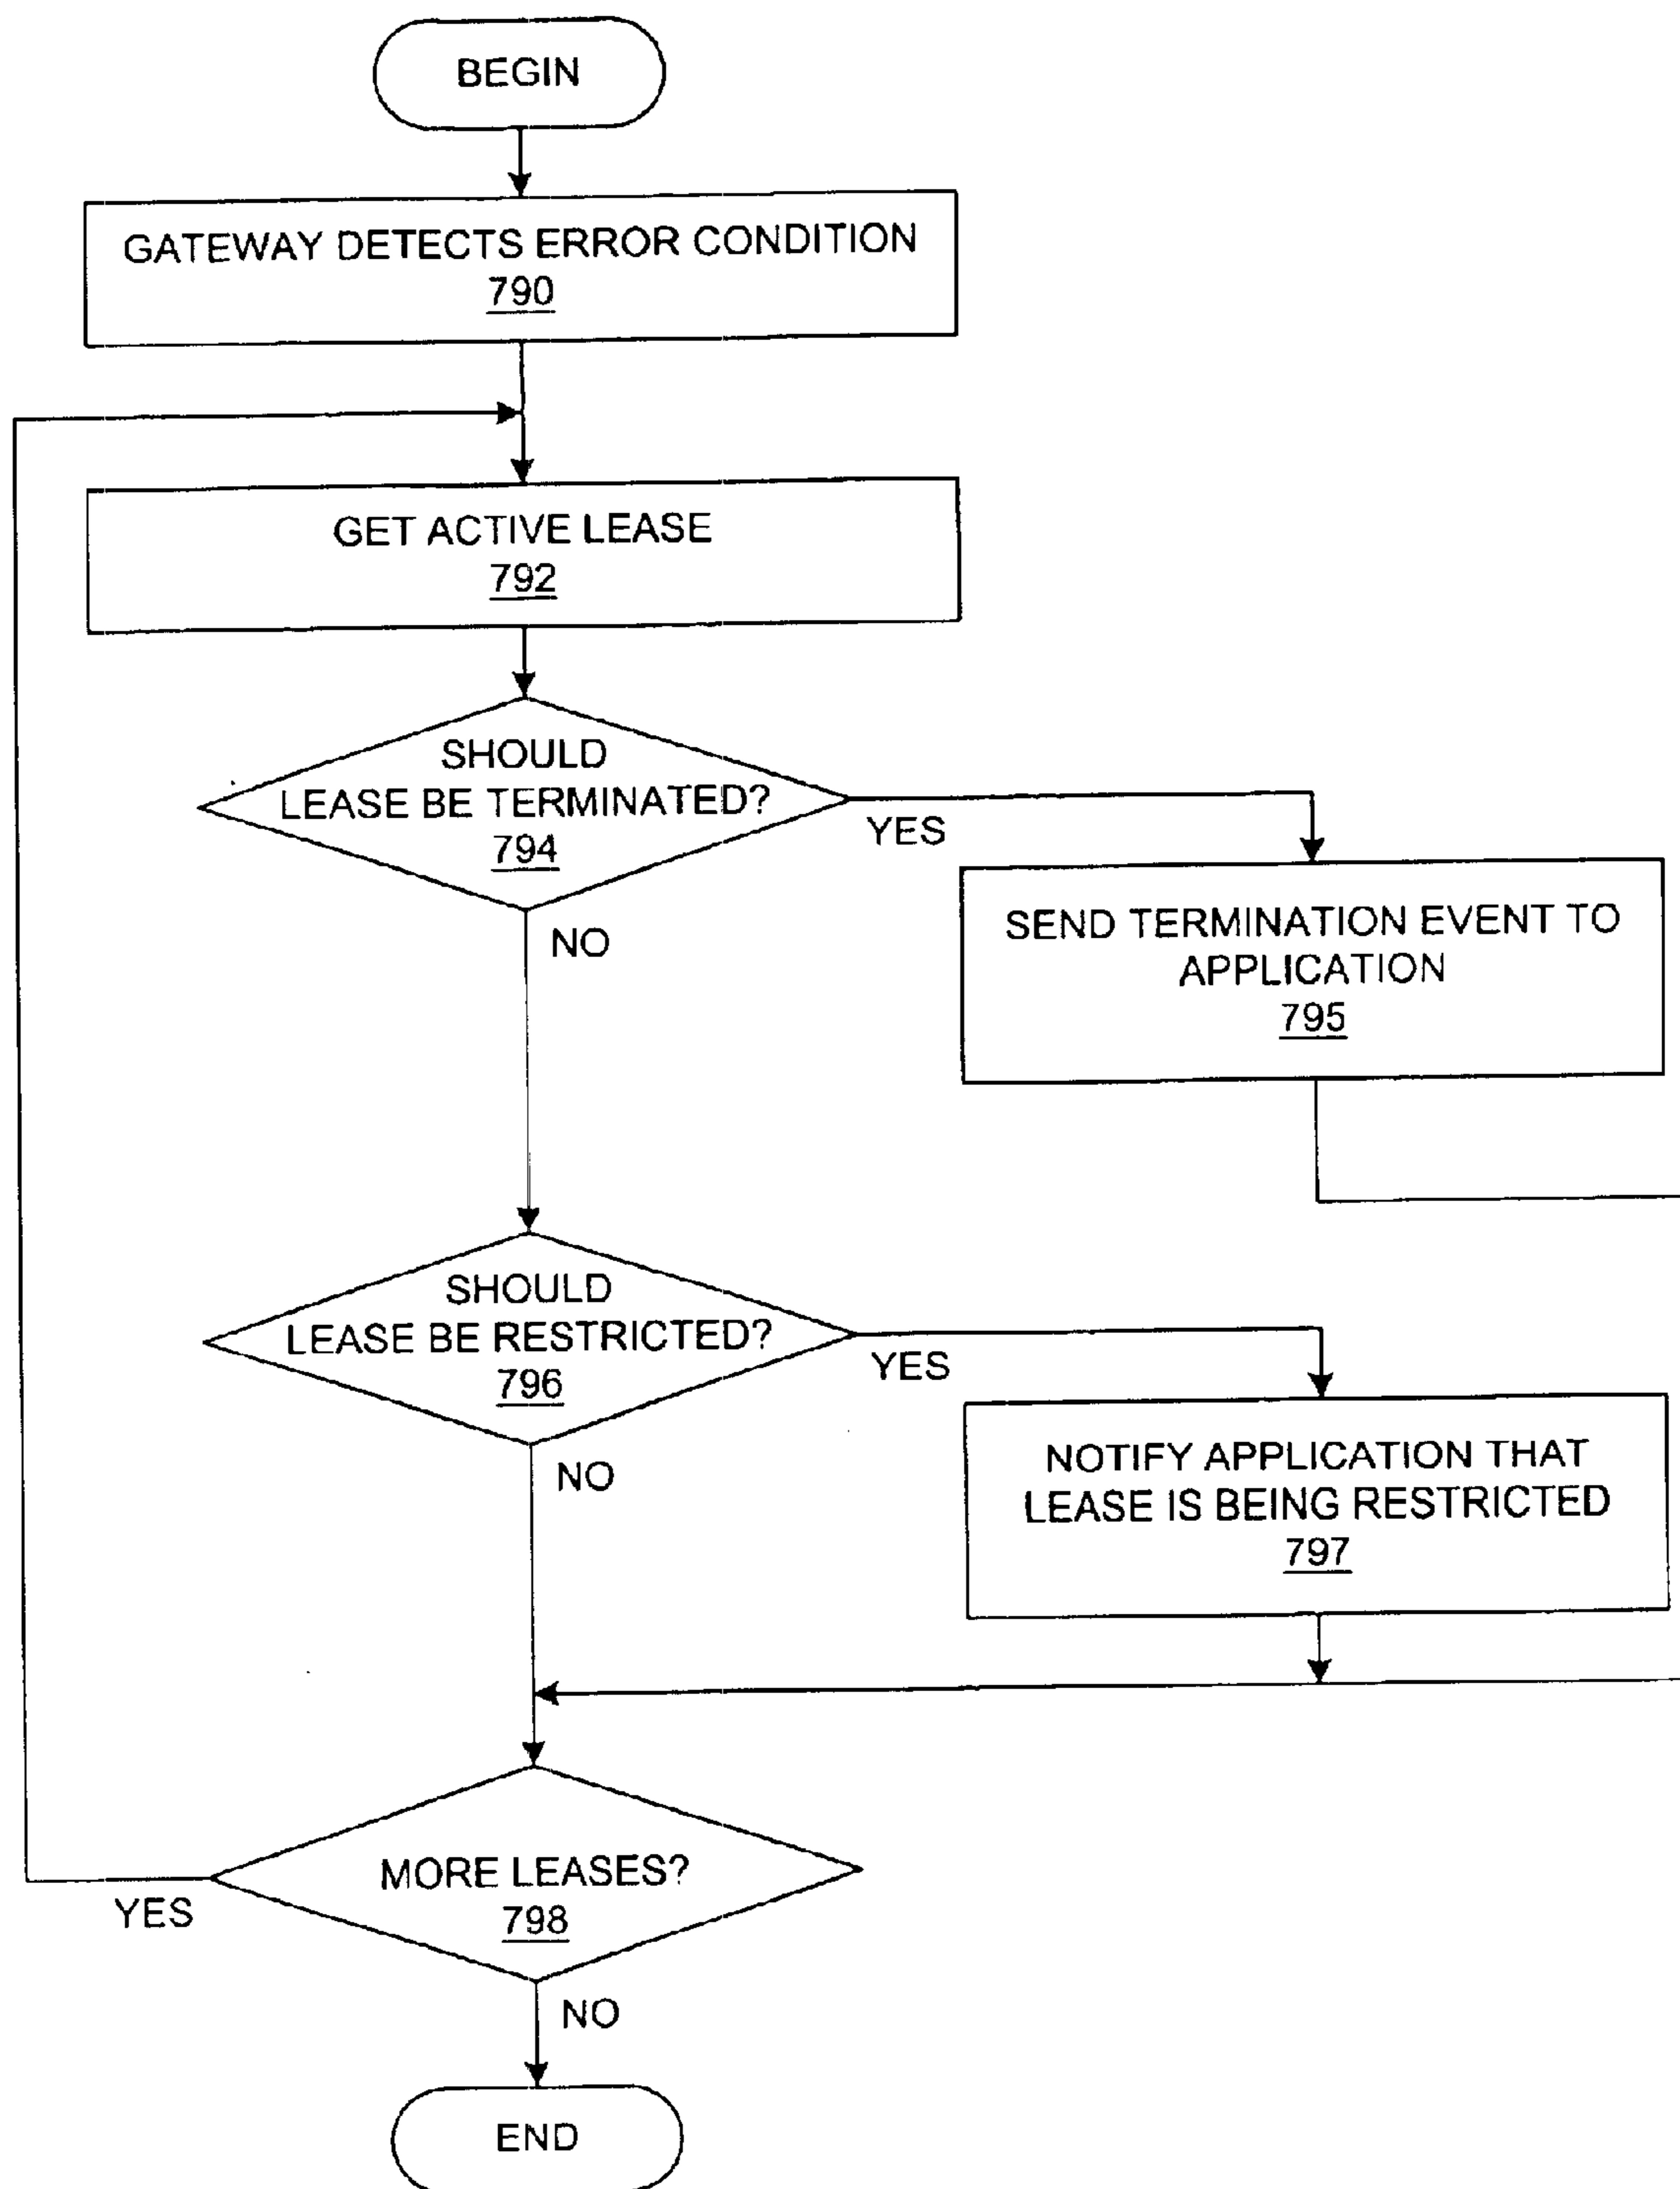 BEGIN
GATEWAY DETECTS ERROR CONDITION
790
GET ACTIVE LEASE
792
SHOULD
LEASE BE TERMINATED?
794
YES
NO
SEND TERMINATION EVENT TO
APPLICATION
795
SHOULD
LEASE BE RESTRICTED?
796
YES
NO
NOTIFY APPLICATION THAT
LEASE IS BEING RESTRICTED
797
MORE LEASES?
798
YES
NO
END